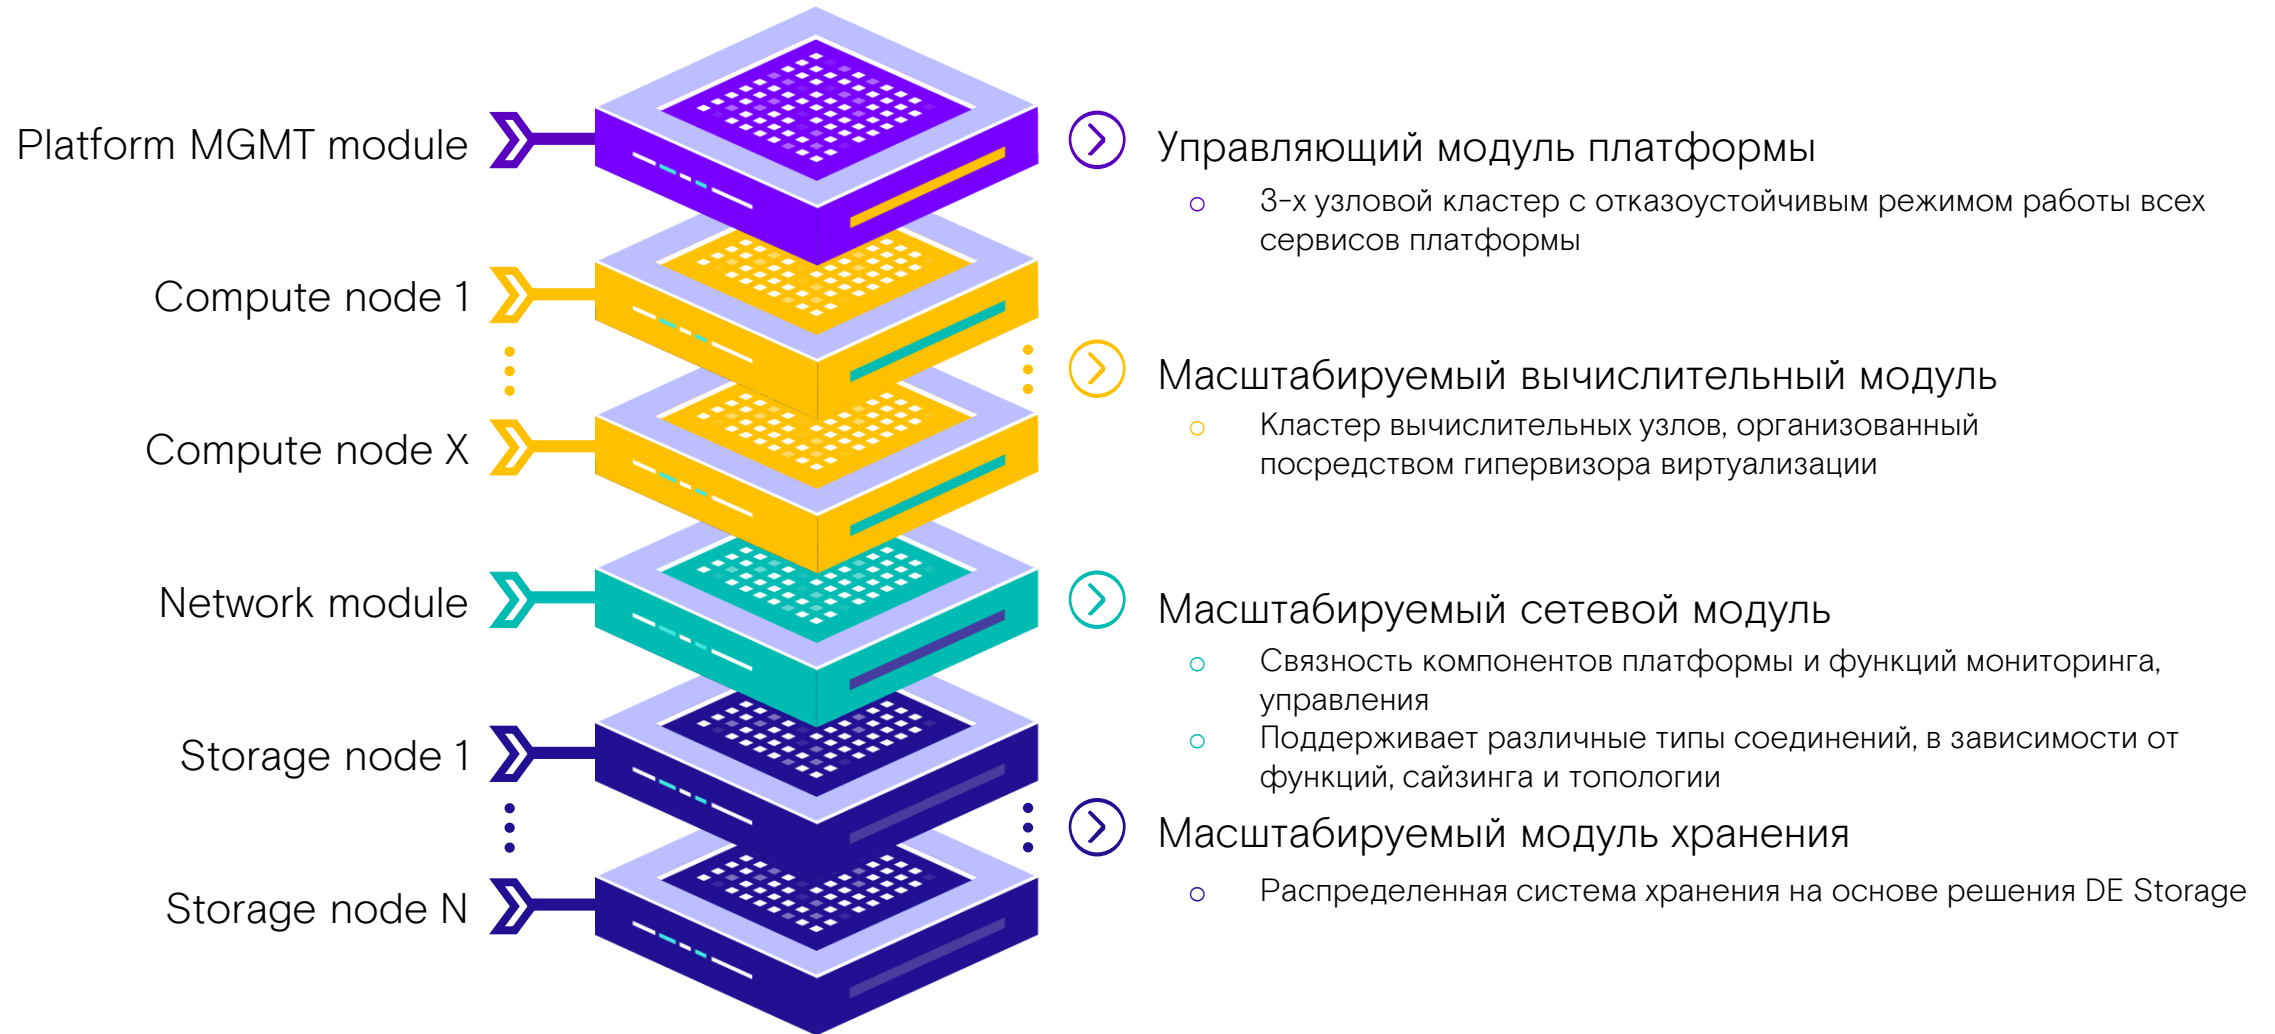 Platform MGMT module
Управляющий модуль платформы
3-х узловой кластер с отказоустойчивым режимом работы всех
сервисов платформы
Compute node 1
Масштабируемый вычислительный модуль
Compute node X
Кластер вычислительных узлов, организованный
посредством гипервизора виртуализации
Network module
Масштабируемый сетевой модуль
Связность компонентов платформы и функций мониторинга,
управления
Storage node 1
Поддерживает различные типы соединений, в зависимости от
функций, сайзинга и топологии
Масштабируемый модуль хранения
Storage node N
Распределенная система хранения на основе решения DE Storage